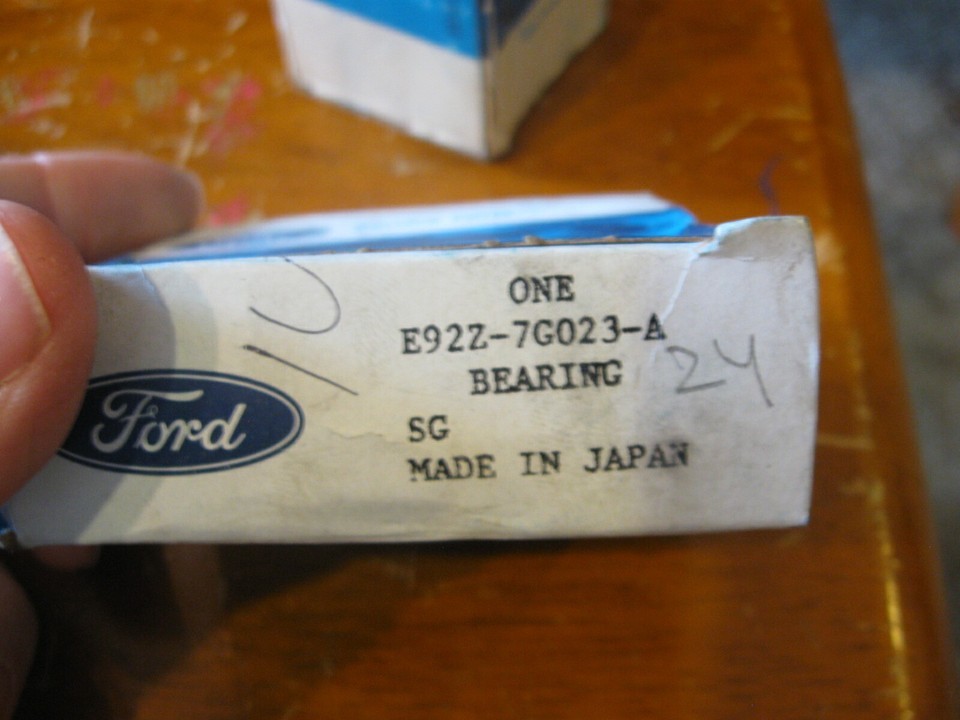 ONE
E92Z-7G023-A
BEARING
24
SG
MADE IN JAPAN
Ford